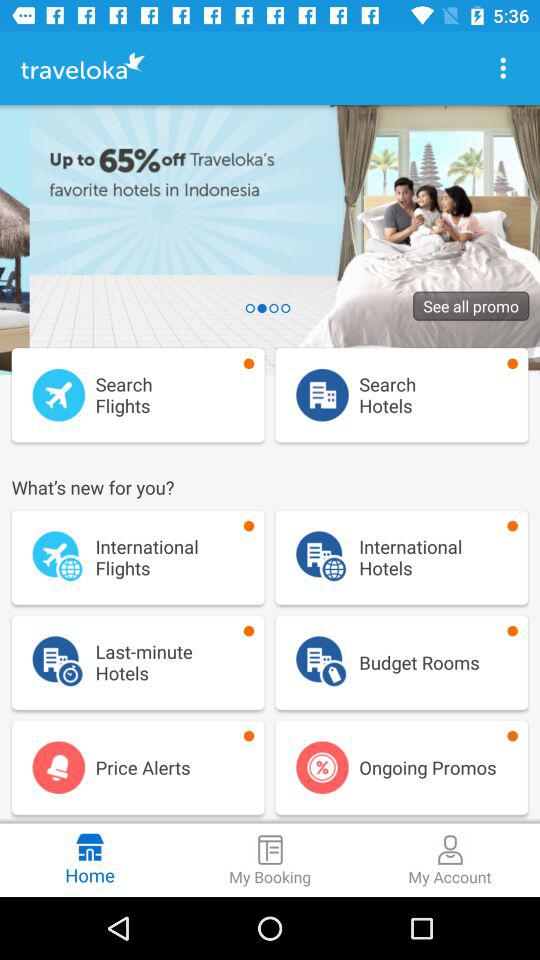 5:36
traveloka
Up to 65% off Traveloka's
favorite hotels in Indonesia
See all promo
Search
Flights
Search
Hotels
What's new for you?
International
Flights
International
Hotels
Last-minute
Hotels
Budget Rooms
Price Alerts
Ongoing Promos
Home
My Booking
My Account